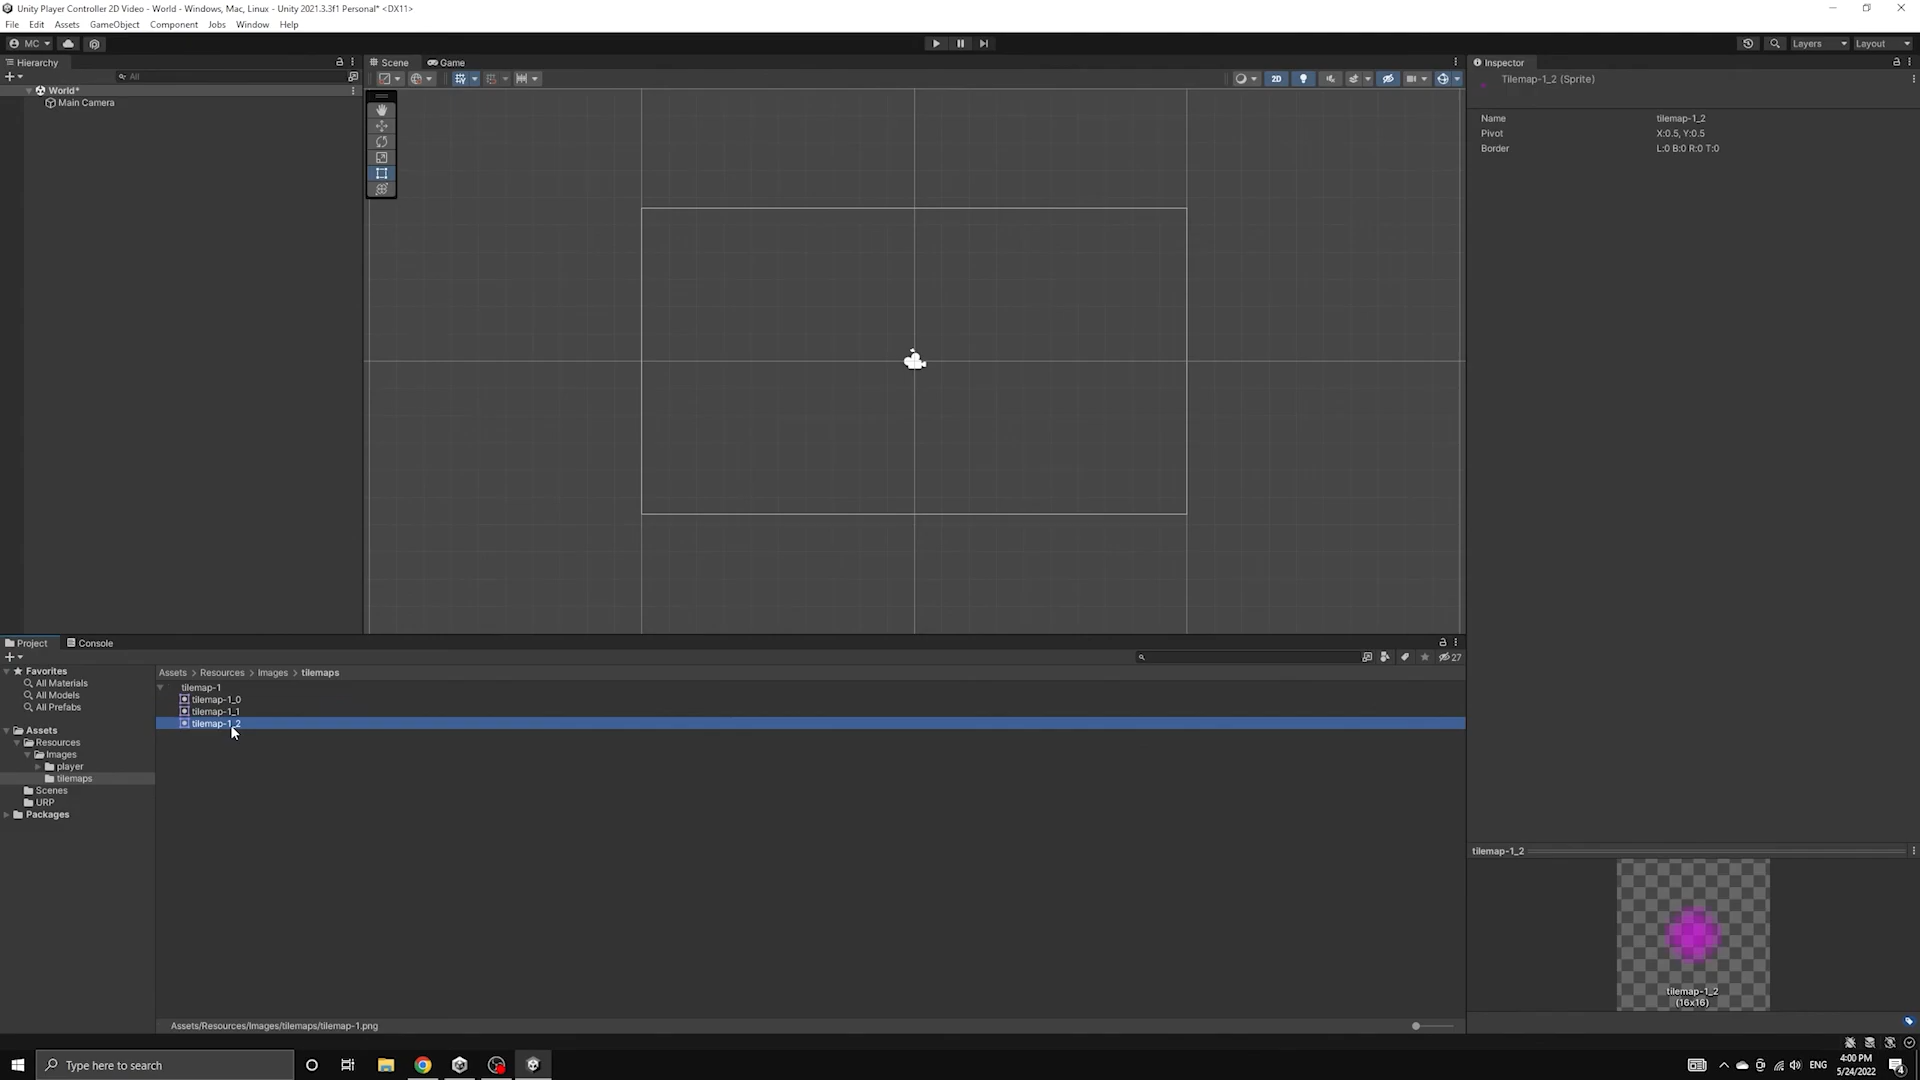 Unity Player Controller 2D Video - World - Windows, Mac, Linux - Unity 2021.3.3f1 Personal* <DX11>
File Edit Assets GameObject Component Jobs Window Help
MC Layers Layout
Hierarchy
All
World*
Main Camera
Scene Game
2D
Inspector
Tilemap-1_2 (Sprite)
Name tilemap-1_2
Pivot X:0.5, Y:0.5
Border L:0 B:0 R:0 T:0
Project Console
27
Favorites
All Materials
All Models
All Prefabs
Assets
Resources
Images
player
tilemaps
Scenes
URP
Packages
Assets > Resources > Images > tilemaps
tilemap-1
tilemap-1_0
tilemap-1_1
tilemap-1_2
Assets/Resources/Images/tilemaps/tilemap-1.png
tilemap-1_2
tilemap-1_2
(16x16)
Type here to search
ENG
4:00 PM
5/24/2022
4